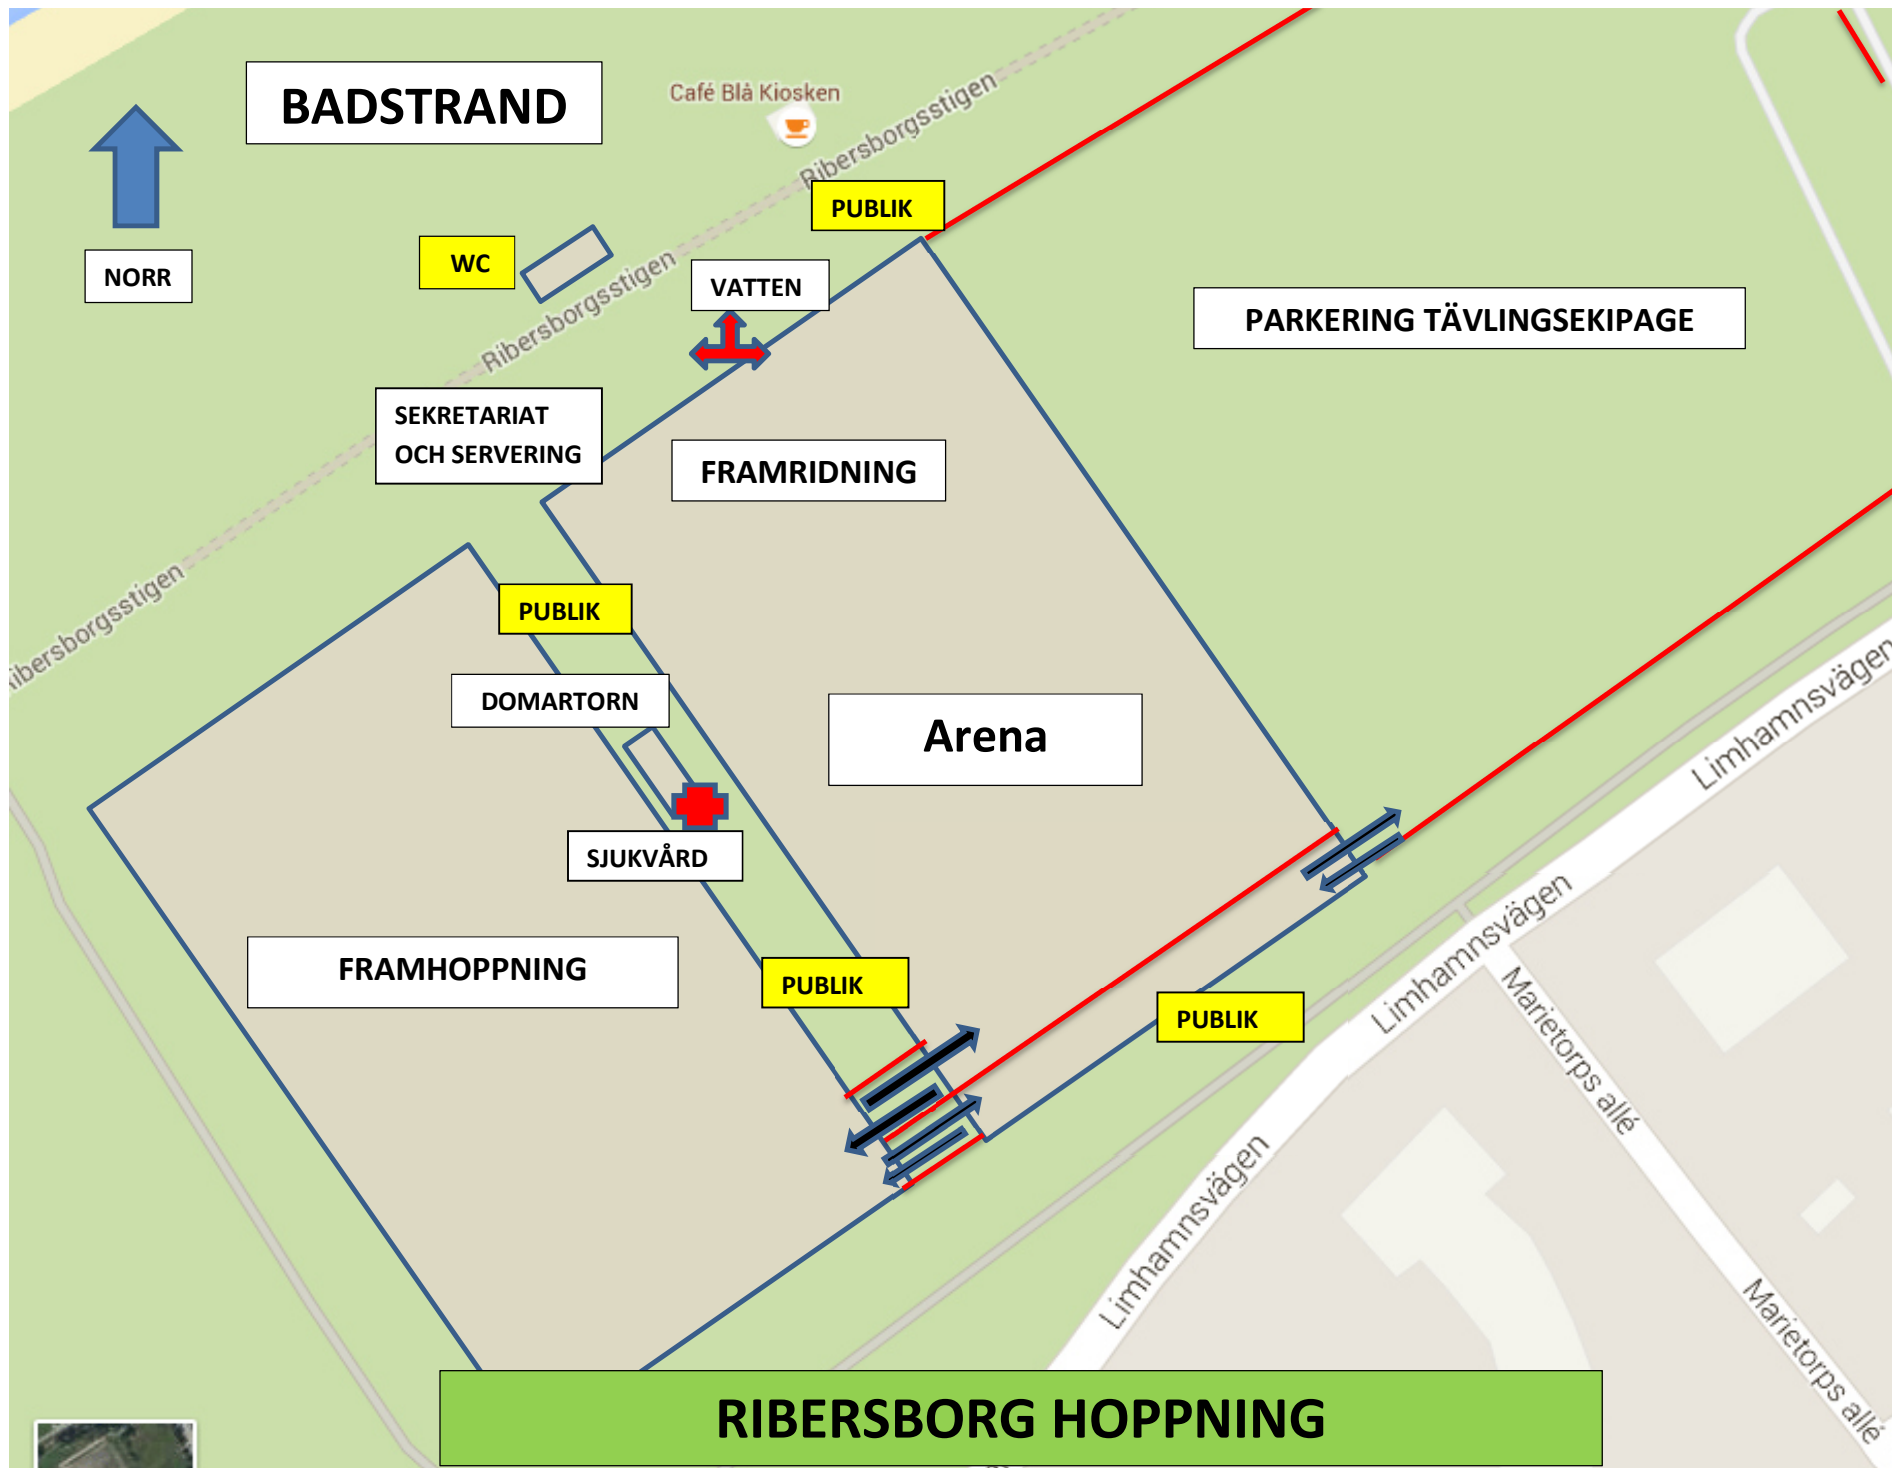 BADSTRAND
Café Blå Kiosken
Ribersborgsstigen
PUBLIK
WC
NORR
VATTEN
Ribersborgsstigen
PARKERING TÄVLINGSEKIPAGE
SEKRETARIAT
OCH SERVERING
FRAMRIDNING
Ribersborgsstigen
PUBLIK
DOMARTORN
Arena
Limhamnsvägen
SJUKVÅRD
FRAMHOPPNING
PUBLIK
PUBLIK
Limhamnsvägen
Marietorps allé
Limhamnsvägen
Marietorps allé
RIBERSBORG HOPPNING